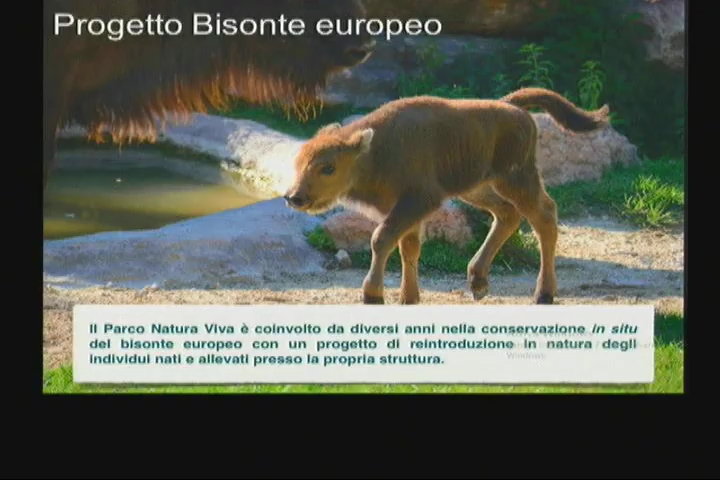 Progetto Bisonte europeo
Il Parco Natura Viva è coinvolto da diversi anni nella conservazione in situ
del bisonte europeo con un progetto di reintroduzione in natura degli
individui nati e allevati presso la propria struttura.
Windows.